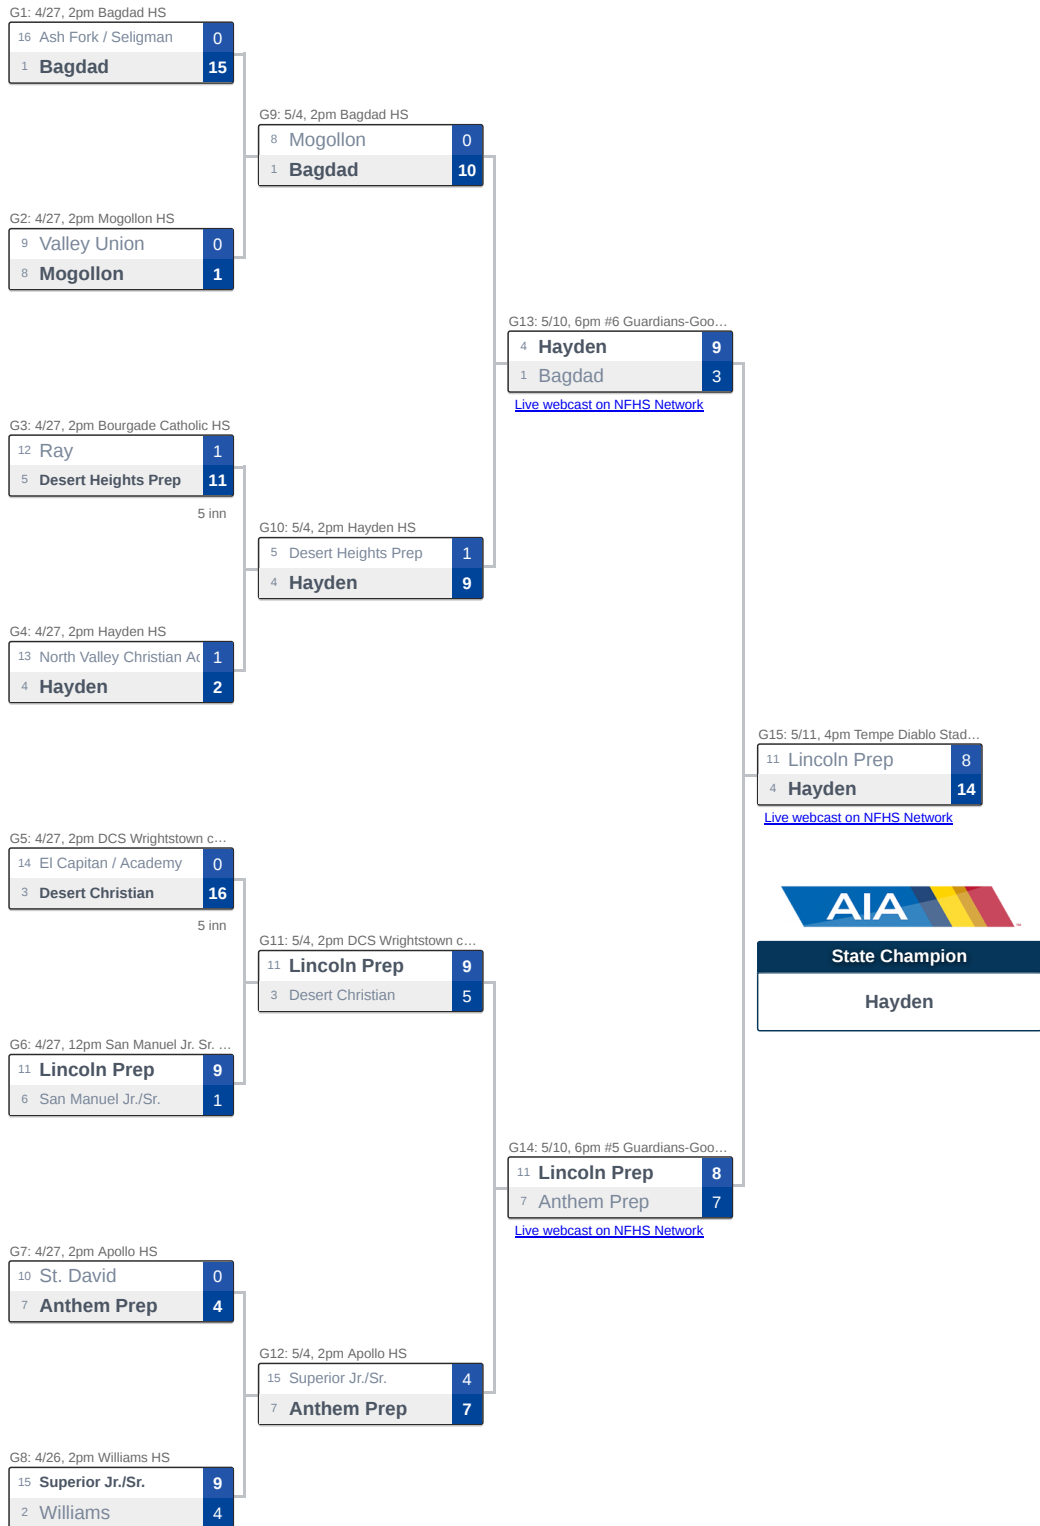 G1: 4/27, 2pm Bagdad HS
16 Ash Fork / Seligman 0
1 Bagdad 15
G9: 5/4, 2pm Bagdad HS
8 Mogollon 0
1 Bagdad 10
G2: 4/27, 2pm Mogollon HS
9 Valley Union 0
8 Mogollon 1
G13: 5/10, 6pm #6 Guardians-Goo...
4 Hayden 9
1 Bagdad 3
Live webcast on NFHS Network
G3: 4/27, 2pm Bourgade Catholic HS
12 Ray 1
5 Desert Heights Prep 11
5 inn
G10: 5/4, 2pm Hayden HS
5 Desert Heights Prep 1
4 Hayden 9
G4: 4/27, 2pm Hayden HS
13 North Valley Christian Ac 1
4 Hayden 2
G15: 5/11, 4pm Tempe Diablo Stad...
11 Lincoln Prep 8
4 Hayden 14
Live webcast on NFHS Network
G5: 4/27, 2pm DCS Wrightstown c...
14 El Capitan / Academy 0
3 Desert Christian 16
5 inn
AIA
State Champion
Hayden
G11: 5/4, 2pm DCS Wrightstown c...
11 Lincoln Prep 9
3 Desert Christian 5
G6: 4/27, 12pm San Manuel Jr. Sr. ...
11 Lincoln Prep 9
6 San Manuel Jr./Sr. 1
G14: 5/10, 6pm #5 Guardians-Goo...
11 Lincoln Prep 8
7 Anthem Prep 7
Live webcast on NFHS Network
G7: 4/27, 2pm Apollo HS
10 St. David 0
7 Anthem Prep 4
G12: 5/4, 2pm Apollo HS
15 Superior Jr./Sr. 4
7 Anthem Prep 7
G8: 4/26, 2pm Williams HS
15 Superior Jr./Sr. 9
2 Williams 4